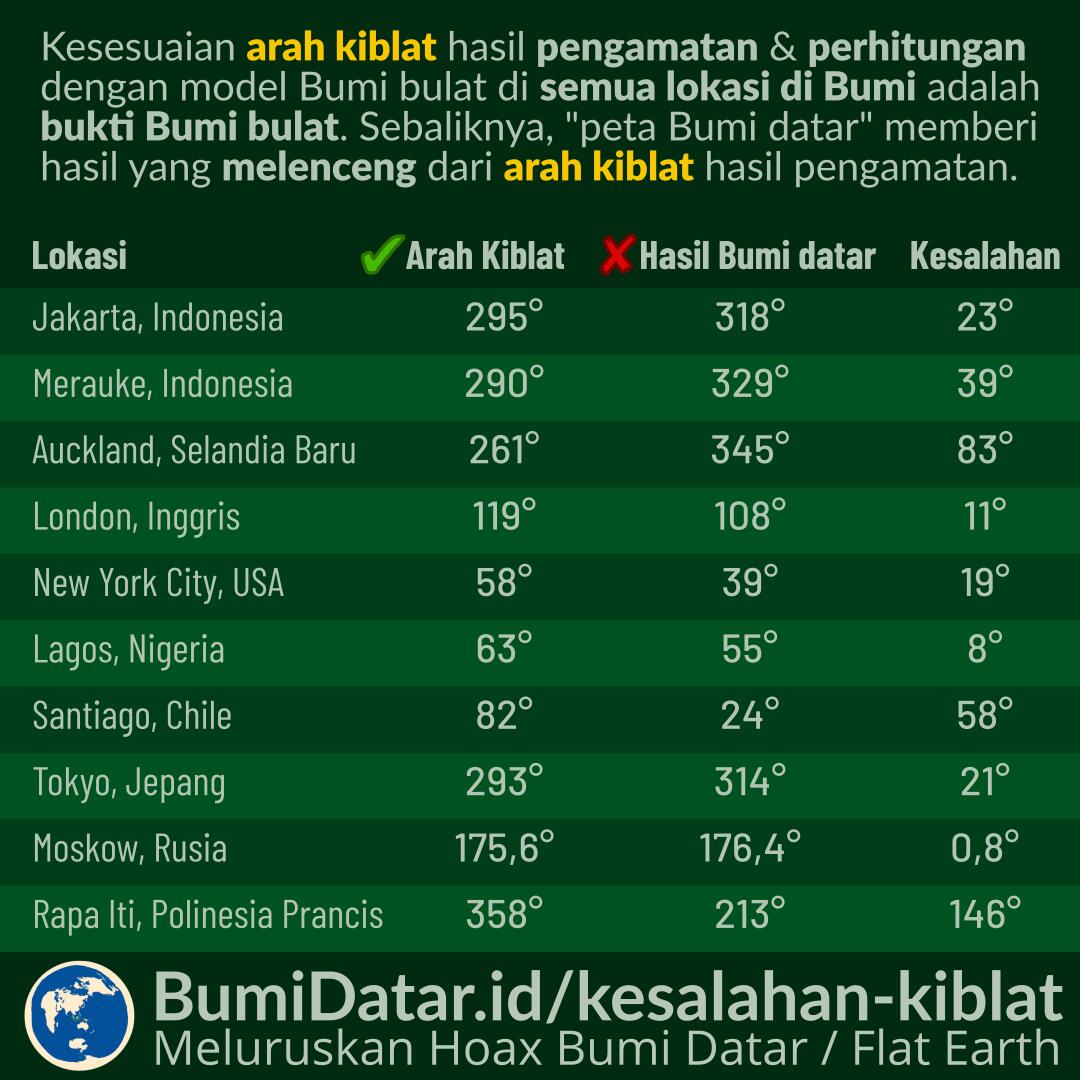 Kesesuaian arah kiblat hasil pengamatan & perhitungan
dengan model Bumi bulat di semua lokasi di Bumi adalah
bukti Bumi bulat. Sebaliknya, "peta Bumi datar" memberi
hasil yang melenceng dari arah kiblat hasil pengamatan.
Lokasi ✔Arah Kiblat ✘Hasil Bumi datar Kesalahan
Jakarta, Indonesia 295° 318° 23°
Merauke, Indonesia 290° 329° 39°
Auckland, Selandia Baru 261° 345° 83°
London, Inggris 119° 108° 11°
New York City, USA 58° 39° 19°
Lagos, Nigeria 63° 55° 8°
Santiago, Chile 82° 24° 58°
Tokyo, Jepang 293° 314° 21°
Moskow, Rusia 175,6° 176,4° 0,8°
Rapa Iti, Polinesia Prancis 358° 213° 146°
BumiDatar.id/kesalahan-kiblat
Meluruskan Hoax Bumi Datar / Flat Earth